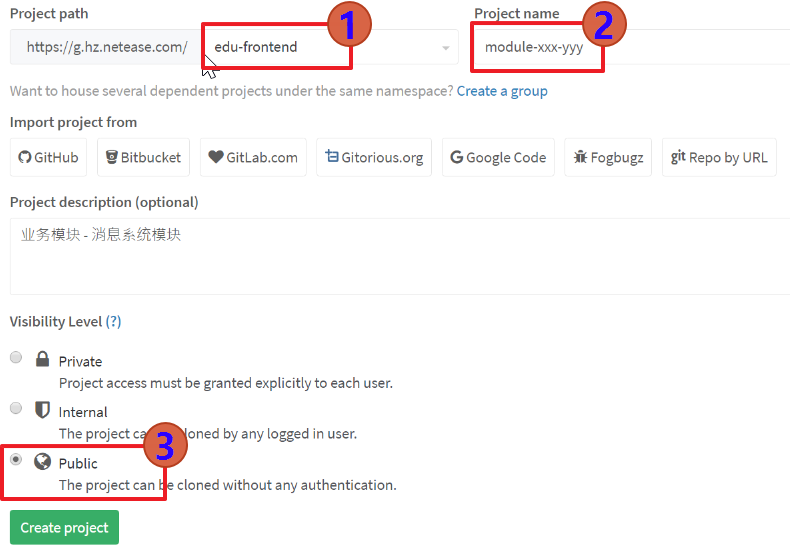 Project path
Project name
1
2
https://g.hz.netease.com/
edu-frontend
module-xxx-yyy
Want to house several dependent projects under the same namespace? Create a group
Import project from
GitHub
Bitbucket
GitLab.com
Gitorious.org
Google Code
Fogbugz
git Repo by URL
Project description (optional)
业务模块 - 消息系统模块
Visibility Level (?)
Private
Project access must be granted explicitly to each user.
Internal
The project can be cloned by any logged in user.
3
Public
The project can be cloned without any authentication.
Create project